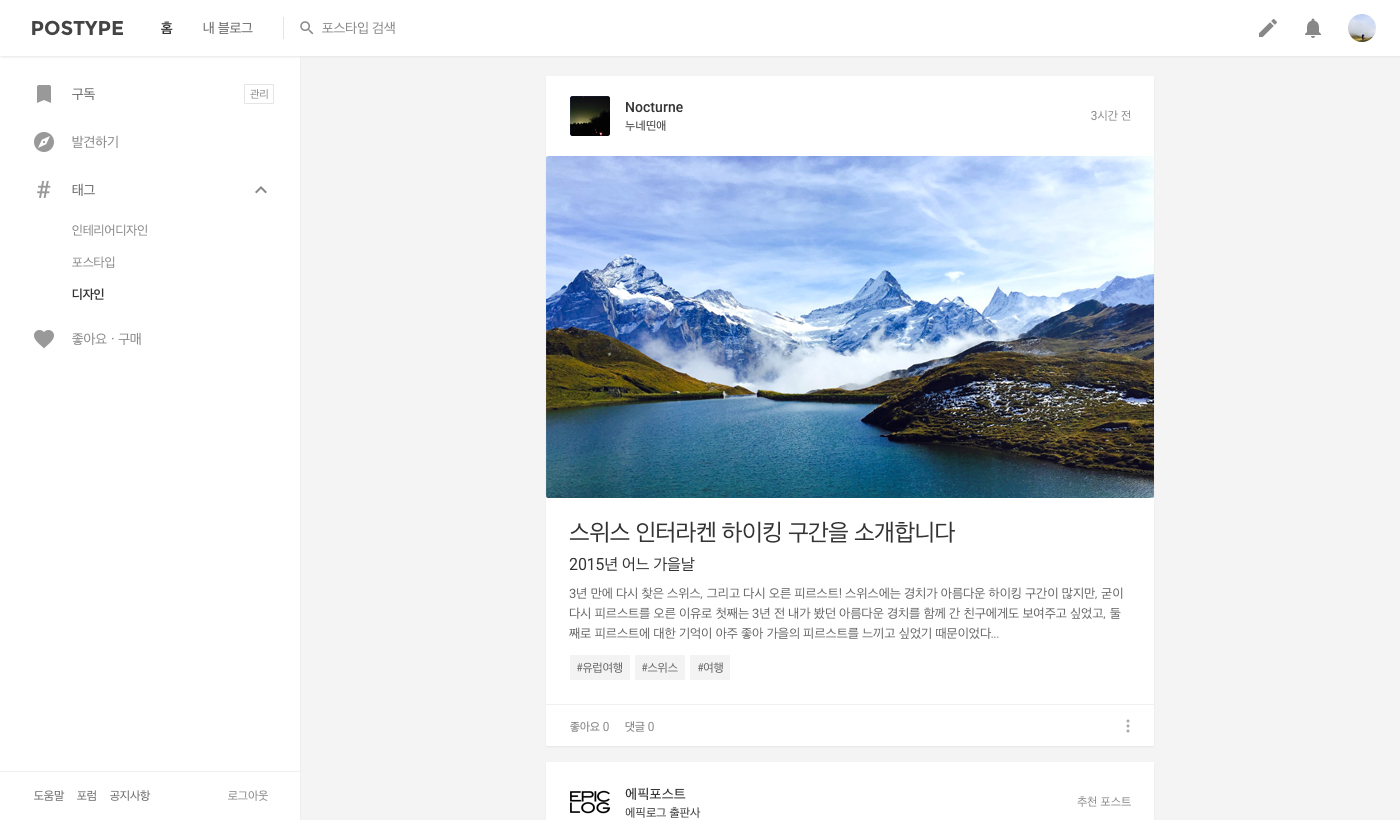 POSTYPE 홈 내 블로그 포스타입 검색
구독 관리
발견하기
# 태그
인테리어디자인
포스타입
디자인
좋아요 · 구매
도움말 포럼 공지사항 로그아웃
Nocturne
누네띤애
3시간 전
스위스 인터라켄 하이킹 구간을 소개합니다
2015년 어느 가을날
3년 만에 다시 찾은 스위스, 그리고 다시 오른 피르스트! 스위스에는 경치가 아름다운 하이킹 구간이 많지만, 굳이
다시 피르스트를 오른 이유로 첫째는 3년 전 내가 봤던 아름다운 경치를 함께 간 친구에게도 보여주고 싶었고, 둘
째로 피르스트에 대한 기억이 아주 좋아 가을의 피르스트를 느끼고 싶었기 때문이었다...
#유럽여행 #스위스 #여행
좋아요 0 댓글 0
EPIC
LOG
에픽포스트
에픽로그 출판사
추천 포스트